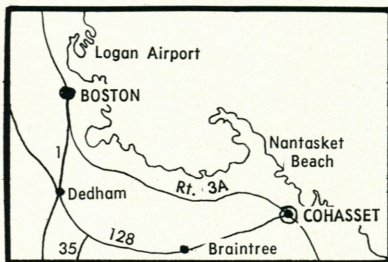 Logan Airport
BOSTON
Nantasket
Beach
1
Rt. 3A
Dedham
COHASSET
128
35
Braintree